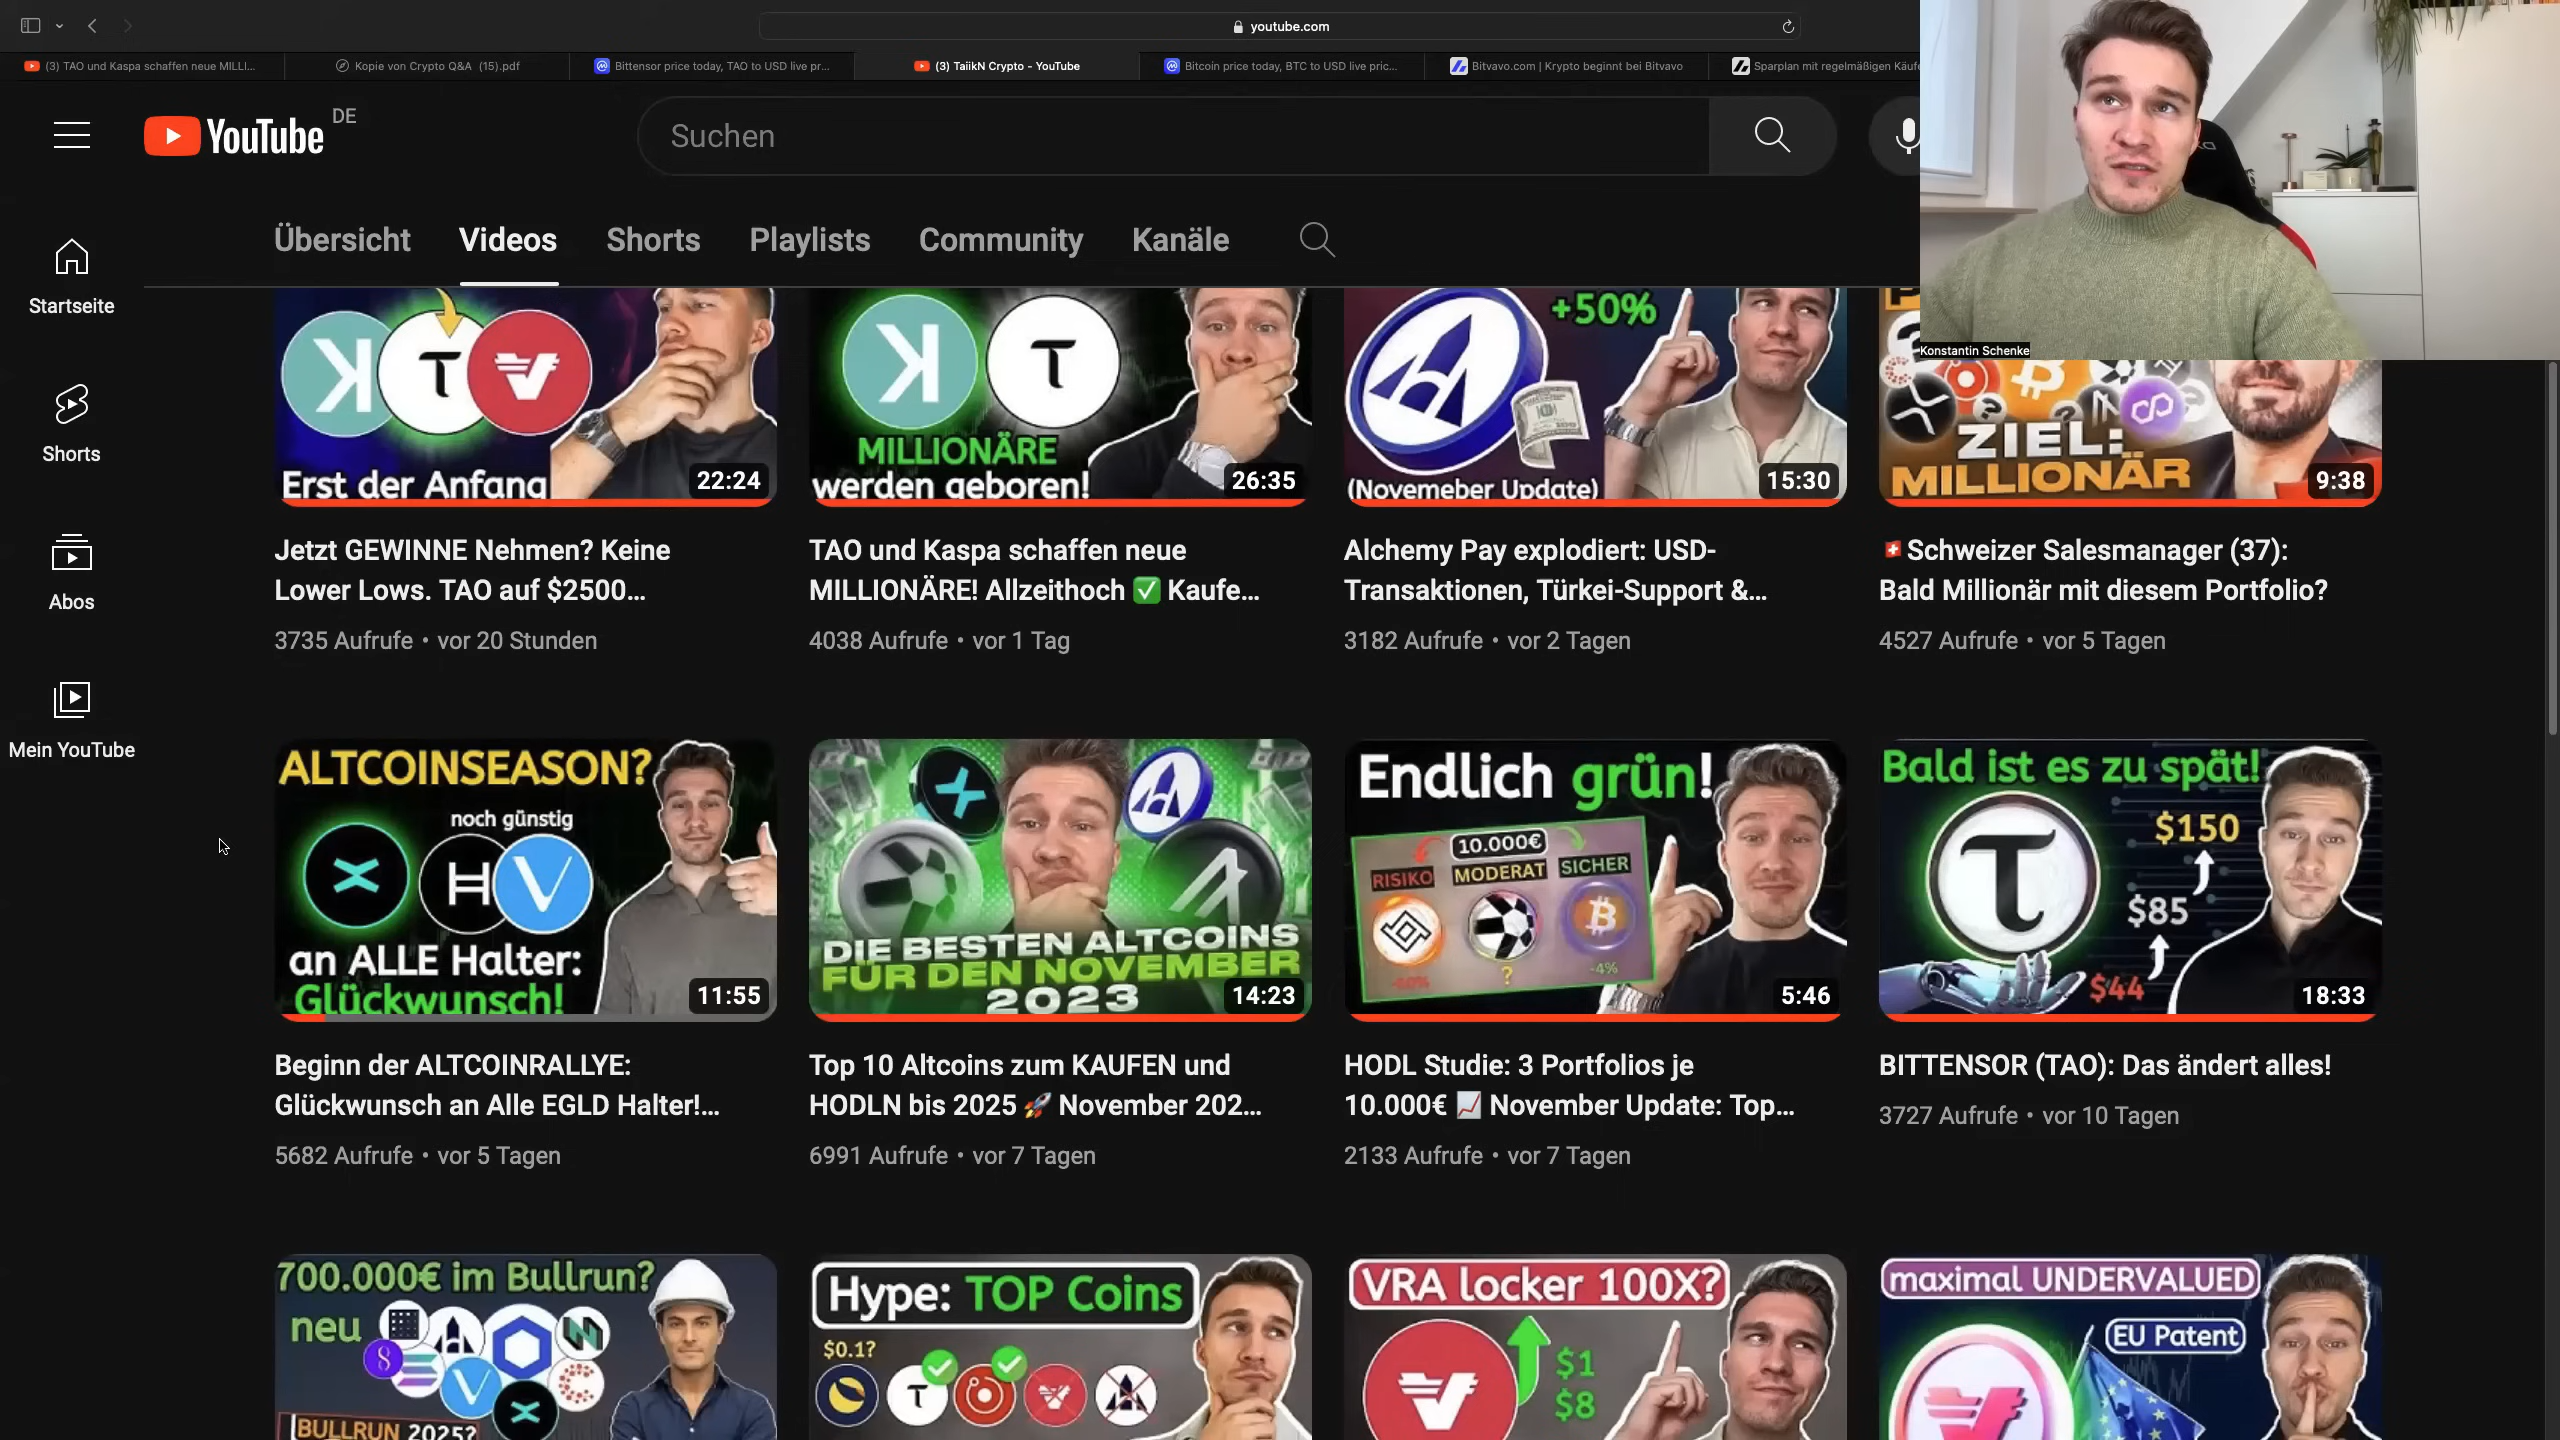 youtube.com
(3) TAO und Kaspa schaffen neue MILLI...
Kopie von Crypto Q&A (15).pdf
Bittensor price today, TAO to USD live pr...
(3) TaiikN Crypto - YouTube
Bitcoin price today, BTC to USD live pric...
Bitvavo.com | Krypto beginnt bei Bitvavo
Sparplan mit regelmäßigen Käufe
YouTube DE
Suchen
Übersicht Videos Shorts Playlists Community Kanäle
Konstantin Schenke
Startseite
Shorts
Abos
Mein YouTube
Erst der Anfang
22:24
Jetzt GEWINNE Nehmen? Keine
Lower Lows. TAO auf $2500...
3735 Aufrufe • vor 20 Stunden
MILLIONÄRE
werden geboren!
26:35
TAO und Kaspa schaffen neue
MILLIONÄRE! Allzeithoch ✅ Kaufe...
4038 Aufrufe • vor 1 Tag
+50%
(Novemeber Update)
15:30
Alchemy Pay explodiert: USD-
Transaktionen, Türkei-Support &...
3182 Aufrufe • vor 2 Tagen
ZIEL:
MILLIONÄR
9:38
🇨🇭Schweizer Salesmanager (37):
Bald Millionär mit diesem Portfolio?
4527 Aufrufe • vor 5 Tagen
ALTCOINSEASON?
noch günstig
an ALLE Halter:
Glückwunsch!
11:55
Beginn der ALTCOINRALLYE:
Glückwunsch an Alle EGLD Halter!...
5682 Aufrufe • vor 5 Tagen
DIE BESTEN ALTCOINS
FÜR DEN NOVEMBER
2023
14:23
Top 10 Altcoins zum KAUFEN und
HODLN bis 2025 🚀 November 202...
6991 Aufrufe • vor 7 Tagen
Endlich grün!
10.000€
RISIKO MODERAT SICHER
?
-4%
5:46
HODL Studie: 3 Portfolios je
10.000€ 📈 November Update: Top...
2133 Aufrufe • vor 7 Tagen
Bald ist es zu spät!
$150
$85
$44
18:33
BITTENSOR (TAO): Das ändert alles!
3727 Aufrufe • vor 10 Tagen
700.000€ im Bullrun?
neu
BULLRUN 2025?
Hype: TOP Coins
$0.1?
VRA locker 100X?
$1
$8
maximal UNDERVALUED
EU Patent